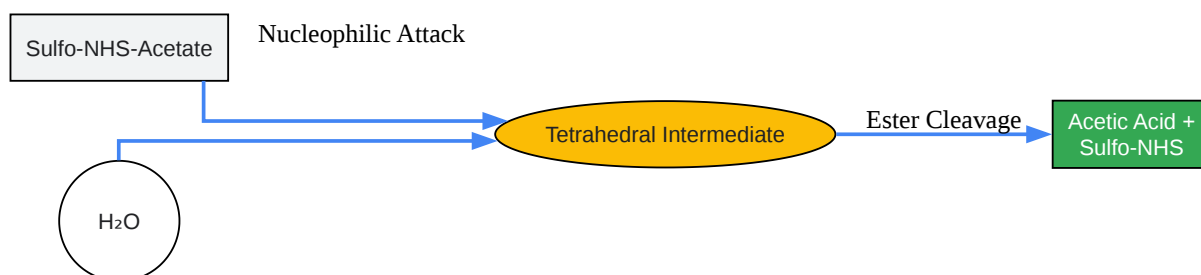 Sulfo-NHS-Acetate
Nucleophilic Attack
H₂O
Tetrahedral Intermediate
Ester Cleavage
Acetic Acid +
Sulfo-NHS